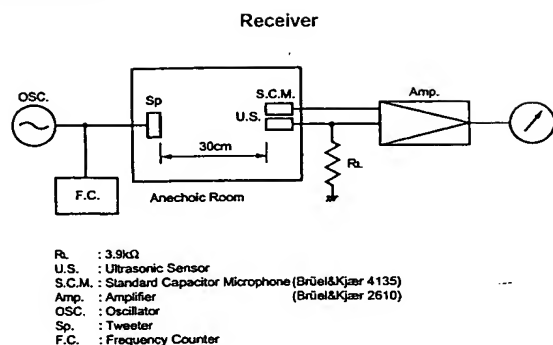 Receiver
OSC.
Sp
S.C.M.
U.S.
Amp.
30cm
RL
F.C.
Anechoic Room
RL : 3.9kΩ
U.S. : Ultrasonic Sensor
S.C.M. : Standard Capacitor Microphone (Brüel&Kjær 4135)
Amp. : Amplifier (Brüel&Kjær 2610)
OSC. : Oscillator
Sp. : Tweeter
F.C. : Frequency Counter